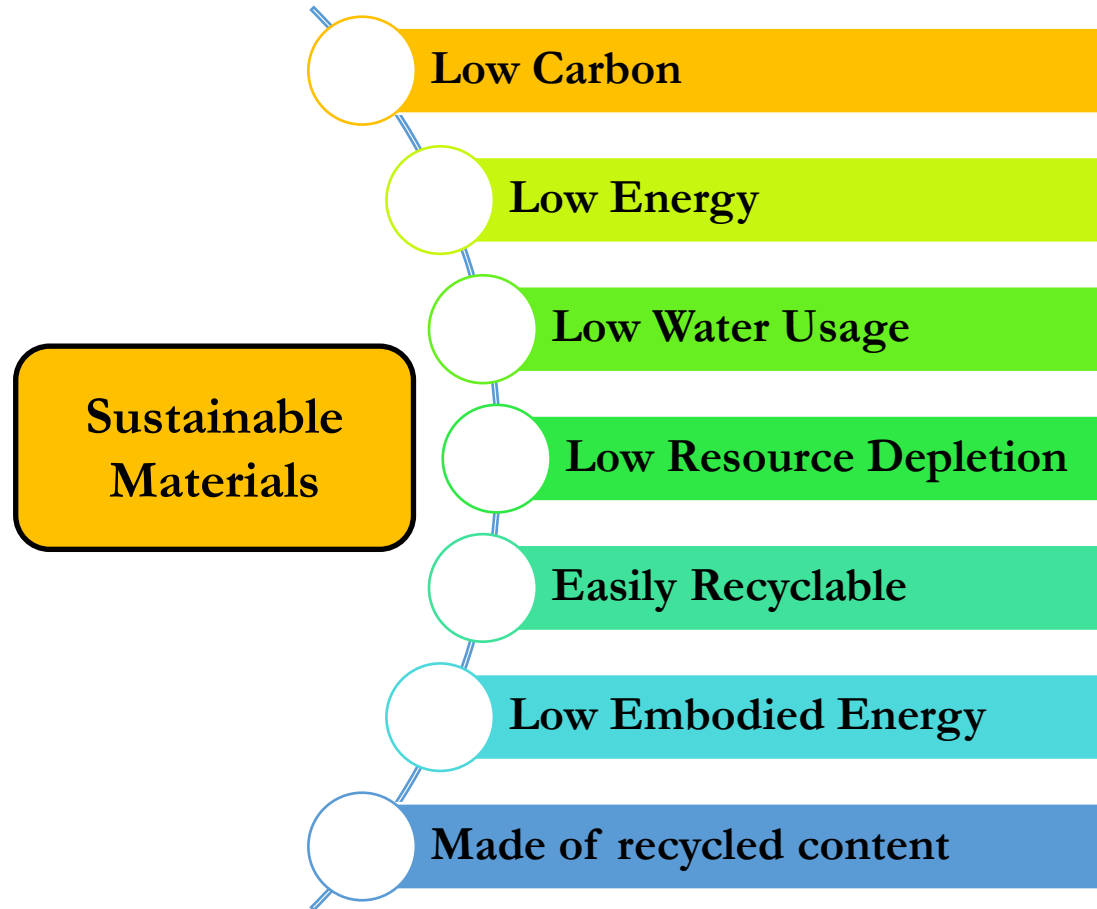 Low Carbon
Low Energy
Low Water Usage
Sustainable
Materials
Low Resource Depletion
Easily Recyclable
Low Embodied Energy
Made of recycled content